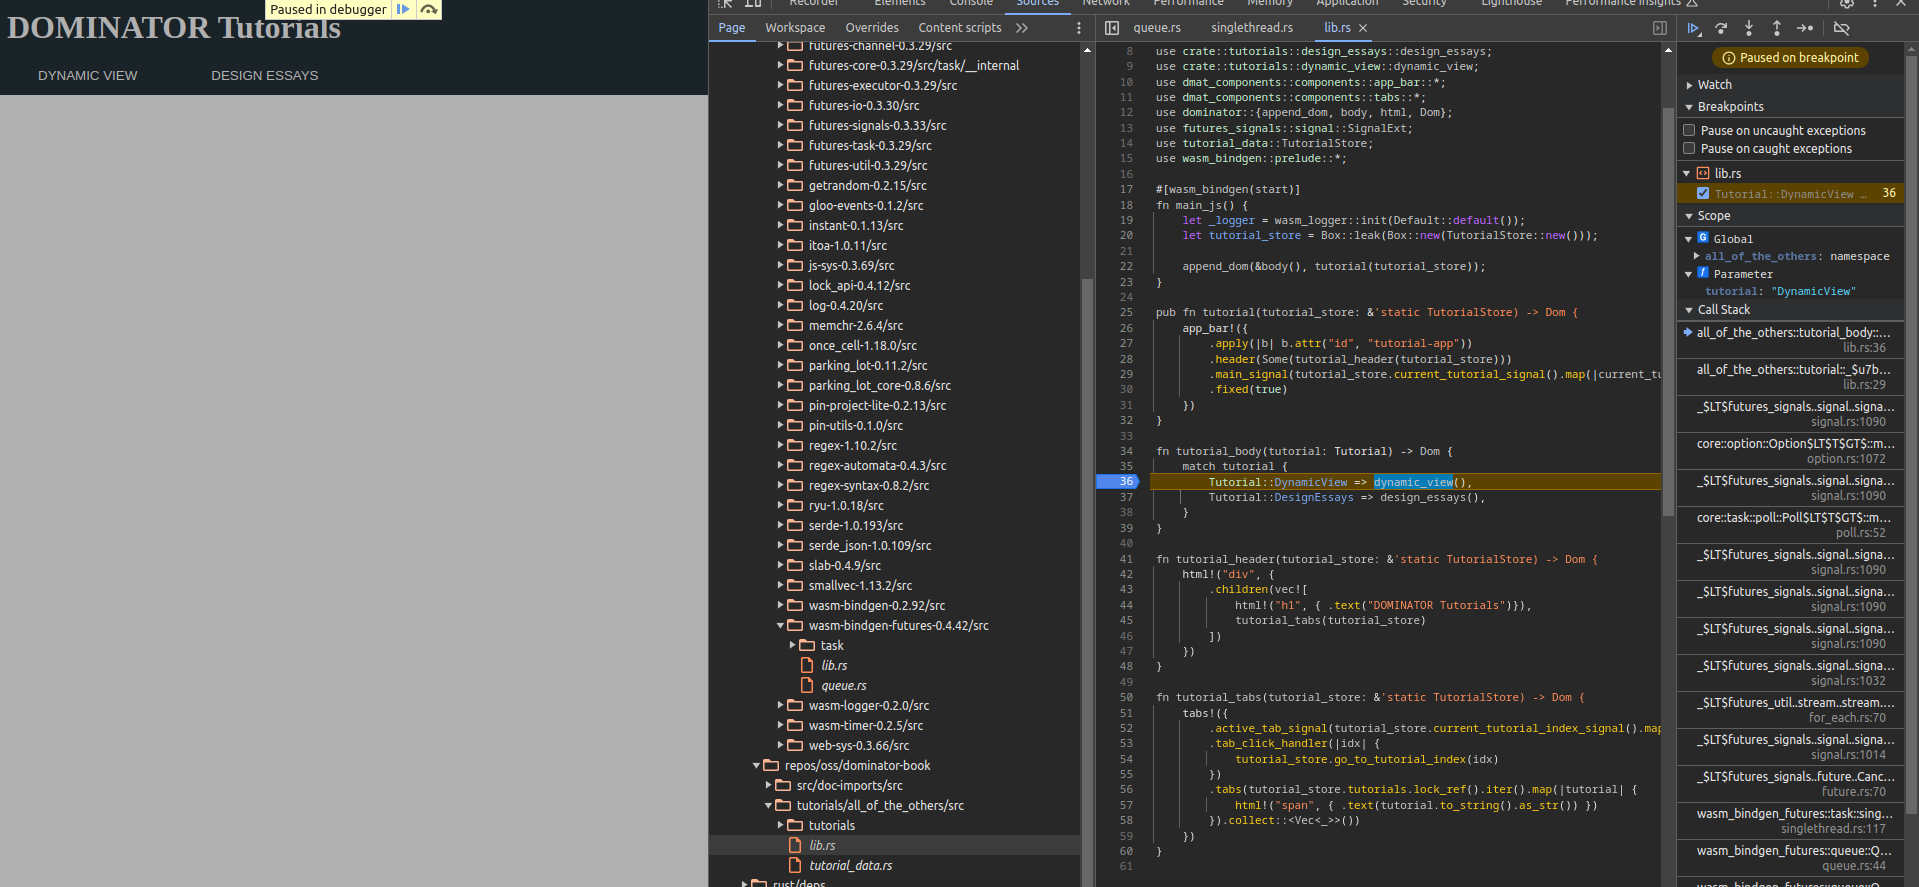 Paused in debugger
DOMINATOR Tutorials
DYNAMIC VIEW
DESIGN ESSAYS
Recorder
Elements
Console
Sources
Network
Performance
Memory
Application
Security
Lighthouse
Performance insights
Page
Workspace
Overrides
Content scripts
futures-channel-0.3.29/src
futures-core-0.3.29/src/task/__internal
futures-executor-0.3.29/src
futures-io-0.3.30/src
futures-signals-0.3.33/src
futures-task-0.3.29/src
futures-util-0.3.29/src
getrandom-0.2.15/src
gloo-events-0.1.2/src
instant-0.1.13/src
itoa-1.0.11/src
js-sys-0.3.69/src
lock_api-0.4.12/src
log-0.4.20/src
memchr-2.6.4/src
once_cell-1.18.0/src
parking_lot-0.11.2/src
parking_lot_core-0.8.6/src
pin-project-lite-0.2.13/src
pin-utils-0.1.0/src
regex-1.10.2/src
regex-automata-0.4.3/src
regex-syntax-0.8.2/src
ryu-1.0.18/src
serde-1.0.193/src
serde_json-1.0.109/src
slab-0.4.9/src
smallvec-1.13.2/src
wasm-bindgen-0.2.92/src
wasm-bindgen-futures-0.4.42/src
task
lib.rs
queue.rs
wasm-logger-0.2.0/src
wasm-timer-0.2.5/src
web-sys-0.3.66/src
repos/oss/dominator-book
src/doc-imports/src
tutorials/all_of_the_others/src
tutorials
lib.rs
tutorial_data.rs
rust/deps
queue.rs
singlethread.rs
lib.rs
8 use crate::tutorials::design_essays::design_essays;
9 use crate::tutorials::dynamic_view::dynamic_view;
10 use dmat_components::components::app_bar::*;
11 use dmat_components::components::tabs::*;
12 use dominator::{append_dom, body, html, Dom};
13 use futures_signals::signal::SignalExt;
14 use tutorial_data::TutorialStore;
15 use wasm_bindgen::prelude::*;
16
17 #[wasm_bindgen(start)]
18 fn main_js() {
19 let _logger = wasm_logger::init(Default::default());
20 let tutorial_store = Box::leak(Box::new(TutorialStore::new()));
21
22 append_dom(&body(), tutorial(tutorial_store));
23 }
24
25 pub fn tutorial(tutorial_store: &'static TutorialStore) -> Dom {
26 app_bar!({
27 .apply(|b| b.attr("id", "tutorial-app"))
28 .header(Some(tutorial_header(tutorial_store)))
29 .main_signal(tutorial_store.current_tutorial_signal().map(|current_tu
30 .fixed(true)
31 })
32 }
33
34 fn tutorial_body(tutorial: Tutorial) -> Dom {
35 match tutorial {
36 Tutorial::DynamicView => dynamic_view(),
37 Tutorial::DesignEssays => design_essays(),
38 }
39 }
40
41 fn tutorial_header(tutorial_store: &'static TutorialStore) -> Dom {
42 html!("div", {
43 .children(vec![
44 html!("h1", { .text("DOMINATOR Tutorials")}),
45 tutorial_tabs(tutorial_store)
46 ])
47 })
48 }
49
50 fn tutorial_tabs(tutorial_store: &'static TutorialStore) -> Dom {
51 tabs!({
52 .active_tab_signal(tutorial_store.current_tutorial_index_signal().map
53 .tab_click_handler(|idx| {
54 tutorial_store.go_to_tutorial_index(idx)
55 })
56 .tabs(tutorial_store.tutorials.lock_ref().iter().map(|tutorial| {
57 html!("span", { .text(tutorial.to_string().as_str()) })
58 }).collect::<Vec<_>>())
59 })
60 }
61
Paused on breakpoint
Watch
Breakpoints
Pause on uncaught exceptions
Pause on caught exceptions
lib.rs
Tutorial::DynamicView … 36
Scope
G Global
all_of_the_others: namespace
f Parameter
tutorial: "DynamicView"
Call Stack
all_of_the_others::tutorial_body::…
lib.rs:36
all_of_the_others::tutorial::_$u7b…
lib.rs:29
_$LT$futures_signals..signal..signa…
signal.rs:1090
core::option::Option$LT$T$GT$::m…
option.rs:1072
_$LT$futures_signals..signal..signa…
signal.rs:1090
core::task::poll::Poll$LT$T$GT$::m…
poll.rs:52
_$LT$futures_signals..signal..signa…
signal.rs:1090
_$LT$futures_signals..signal..signa…
signal.rs:1090
_$LT$futures_signals..signal..signa…
signal.rs:1090
_$LT$futures_signals..signal..signa…
signal.rs:1032
_$LT$futures_util..stream..stream.…
for_each.rs:70
_$LT$futures_signals..signal..signa…
signal.rs:1014
_$LT$futures_signals..future..Canc…
future.rs:70
wasm_bindgen_futures::task::sing…
singlethread.rs:117
wasm_bindgen_futures::queue::Q…
queue.rs:44
wasm_bindgen_futures::queue::Q…